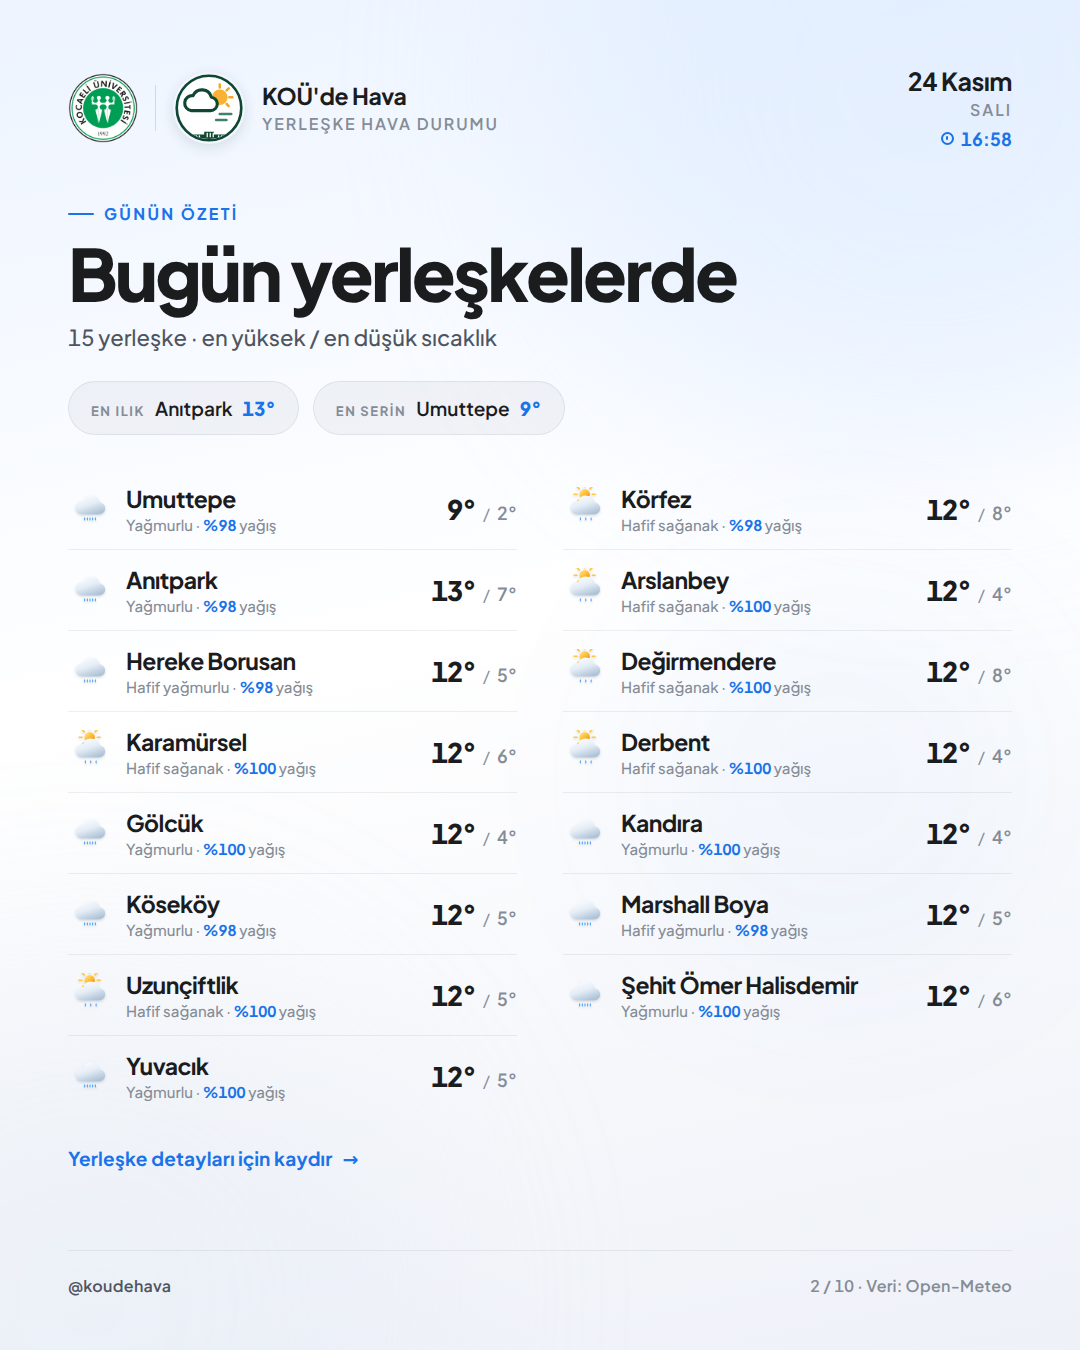 KOCAELİ ÜNİVERSİTESİ
1992
KOÜ'de Hava
YERLEŞKE HAVA DURUMU
24 Kasım
SALI
16:58
GÜNÜN ÖZETİ
Bugün yerleşkelerde
15 yerleşke · en yüksek / en düşük sıcaklık
EN ILIK Anıtpark 13°
EN SERİN Umuttepe 9°
Umuttepe
Yağmurlu · %98 yağış
9° / 2°
Anıtpark
Yağmurlu · %98 yağış
13° / 7°
Hereke Borusan
Hafif yağmurlu · %98 yağış
12° / 5°
Karamürsel
Hafif sağanak · %100 yağış
12° / 6°
Gölcük
Yağmurlu · %100 yağış
12° / 4°
Köseköy
Yağmurlu · %98 yağış
12° / 5°
Uzunçiftlik
Hafif sağanak · %100 yağış
12° / 5°
Yuvacık
Yağmurlu · %100 yağış
12° / 5°
Körfez
Hafif sağanak · %98 yağış
12° / 8°
Arslanbey
Hafif sağanak · %100 yağış
12° / 4°
Değirmendere
Hafif sağanak · %100 yağış
12° / 8°
Derbent
Hafif sağanak · %100 yağış
12° / 4°
Kandıra
Yağmurlu · %100 yağış
12° / 4°
Marshall Boya
Hafif yağmurlu · %98 yağış
12° / 5°
Şehit Ömer Halisdemir
Yağmurlu · %100 yağış
12° / 6°
Yerleşke detayları için kaydır →
@koudehava
2 / 10 · Veri: Open-Meteo